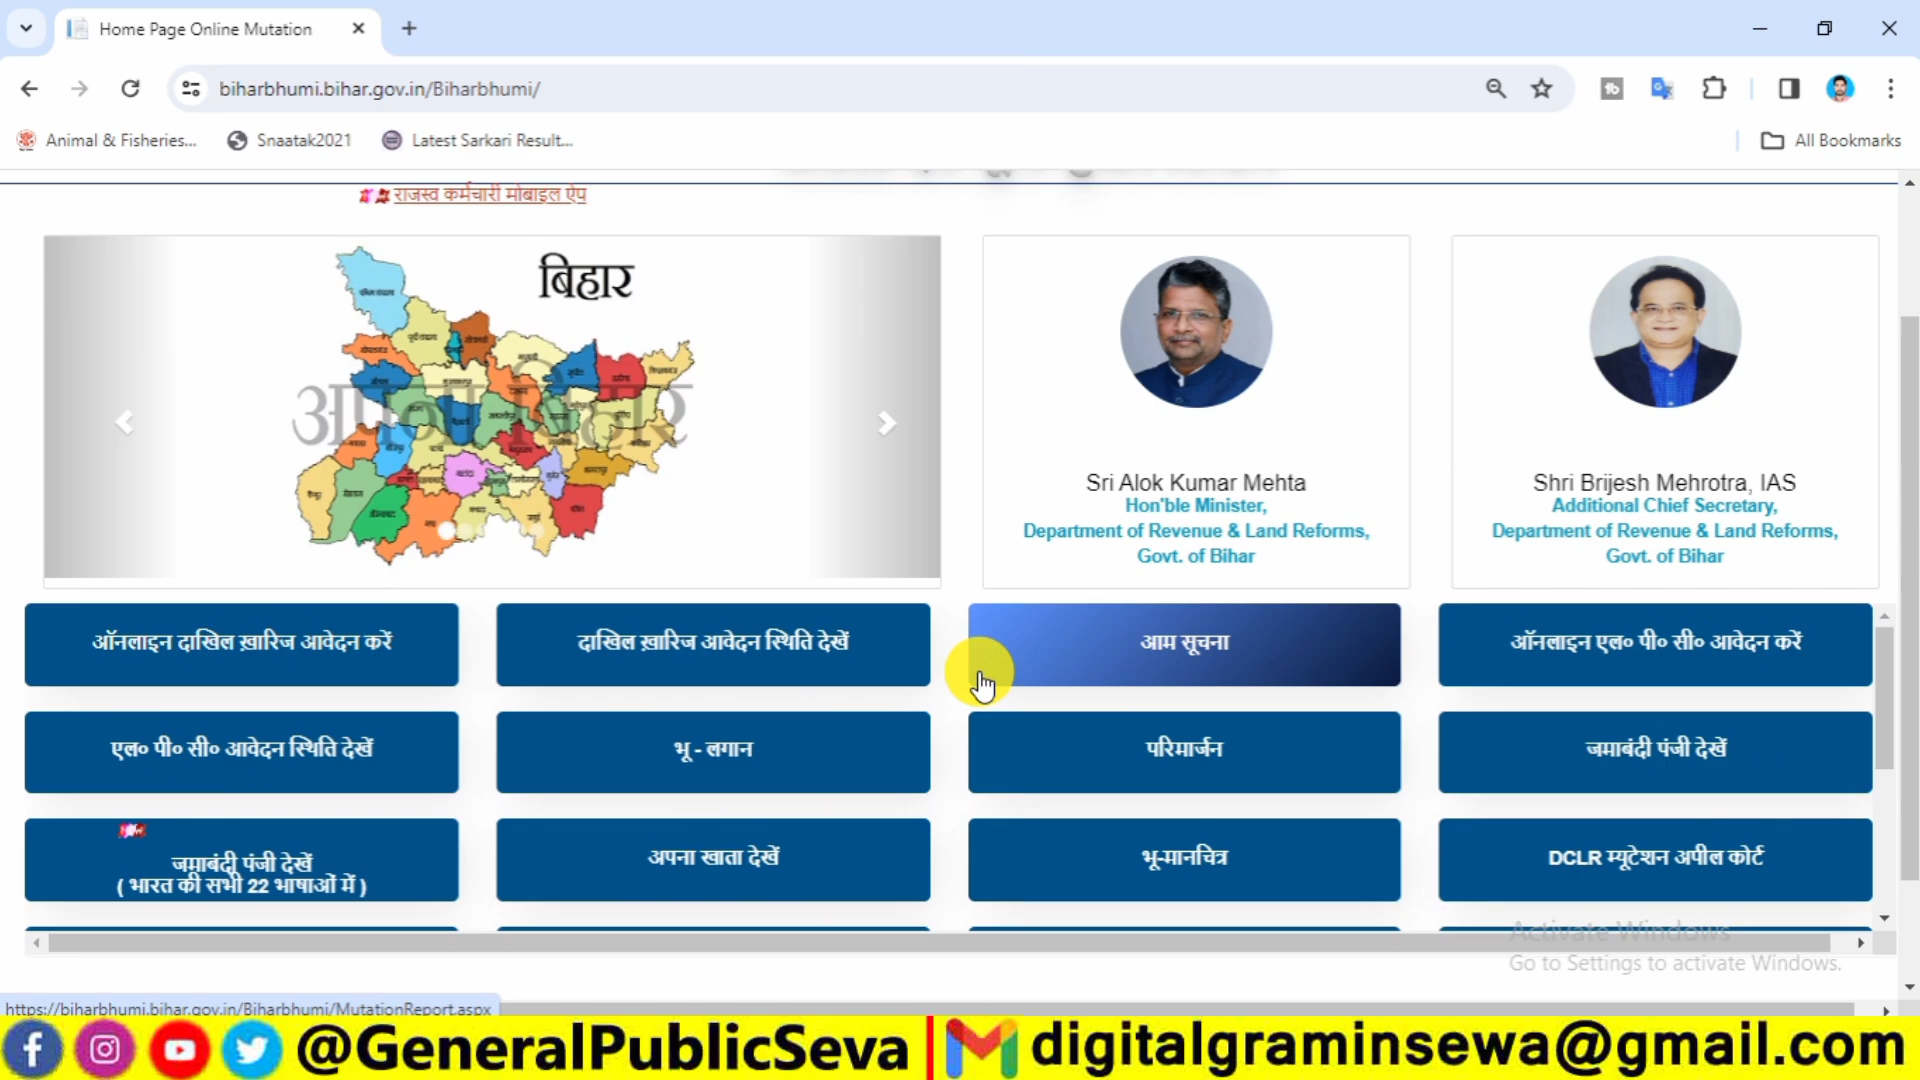 Home Page Online Mutation
biharbhumi.bihar.gov.in/Biharbhumi/
Animal & Fisheries...
Snaatak2021
Latest Sarkari Result...
All Bookmarks
राजस्व कर्मचारी मोबाइल ऐप
बिहार
अपना बिहार
Sri Alok Kumar Mehta
Hon'ble Minister,
Department of Revenue & Land Reforms,
Govt. of Bihar
Shri Brijesh Mehrotra, IAS
Additional Chief Secretary,
Department of Revenue & Land Reforms,
Govt. of Bihar
ऑनलाइन दाखिल ख़ारिज आवेदन करें
दाखिल ख़ारिज आवेदन स्थिति देखें
आम सूचना
ऑनलाइन एल० पी० सी० आवेदन करें
एल० पी० सी० आवेदन स्थिति देखें
भू - लगान
परिमार्जन
जमाबंदी पंजी देखें
जमाबंदी पंजी देखें
( भारत की सभी 22 भाषाओं में )
अपना खाता देखें
भू-मानचित्र
DCLR म्यूटेशन अपील कोर्ट
Activate Windows
Go to Settings to activate Windows.
https://biharbhumi.bihar.gov.in/Biharbhumi/MutationReport.aspx
@GeneralPublicSeva
digitalgraminsewa@gmail.com